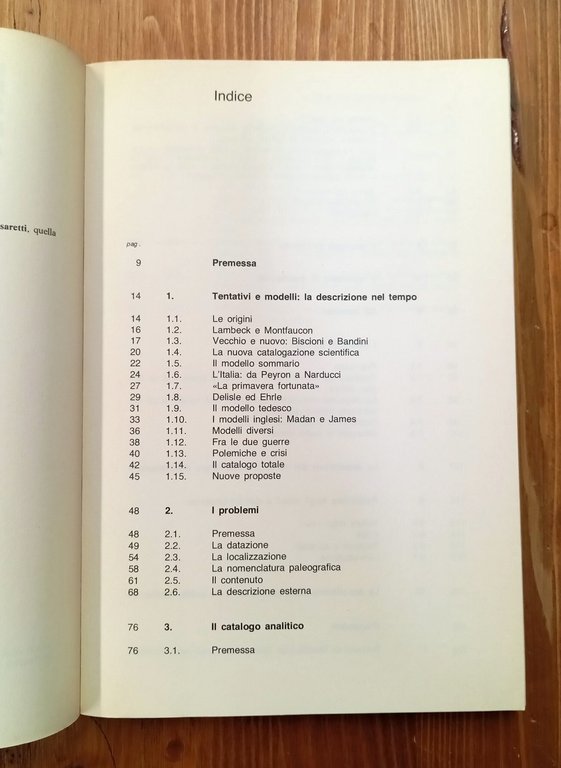 saretti, quella
Indice
pag.
9 Premessa
14 1. Tentativi e modelli: la descrizione nel tempo
14 1.1. Le origini
16 1.2. Lambeck e Montfaucon
17 1.3. Vecchio e nuovo: Biscioni e Bandini
20 1.4. La nuova catalogazione scientifica
22 1.5. Il modello sommario
24 1.6. L'Italia: da Peyron a Narducci
27 1.7. «La primavera fortunata»
29 1.8. Delisle ed Ehrle
31 1.9. Il modello tedesco
33 1.10. I modelli inglesi: Madan e James
36 1.11. Modelli diversi
38 1.12. Fra le due guerre
40 1.13. Polemiche e crisi
42 1.14. Il catalogo totale
45 1.15. Nuove proposte
48 2. I problemi
48 2.1. Premessa
49 2.2. La datazione
54 2.3. La localizzazione
58 2.4. La nomenclatura paleografica
61 2.5. Il contenuto
68 2.6. La descrizione esterna
76 3. Il catalogo analitico
76 3.1. Premessa